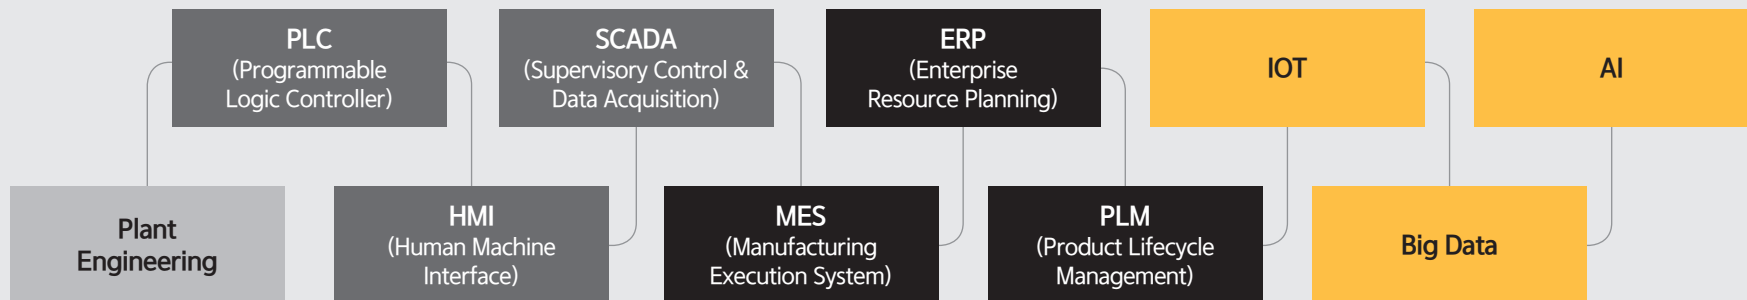 PLC
(Programmable
Logic Controller)
SCADA
(Supervisory Control &
Data Acquisition)
ERP
(Enterprise
Resource Planning)
IOT
AI
Plant
Engineering
HMI
(Human Machine
Interface)
MES
(Manufacturing
Execution System)
PLM
(Product Lifecycle
Management)
Big Data